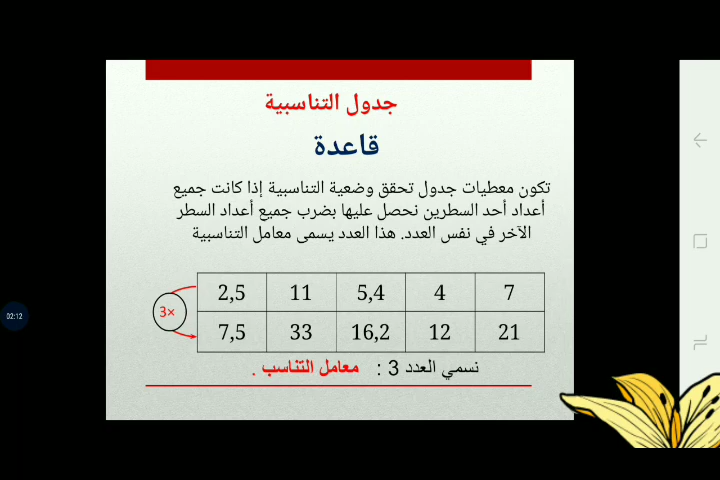 جدول التناسبية
قاعدة
تكون معطيات جدول تحقق وضعية التناسبية إذا كانت جميع
أعداد أحد السطرين نحصل عليها بضرب جميع أعداد السطر
الآخر في نفس العدد. هذا العدد يسمى معامل التناسبية
2,5 11 5,4 4 7
3×
7,5 33 16,2 12 21
نسمي العدد 3 : معامل التناسب .
02:12